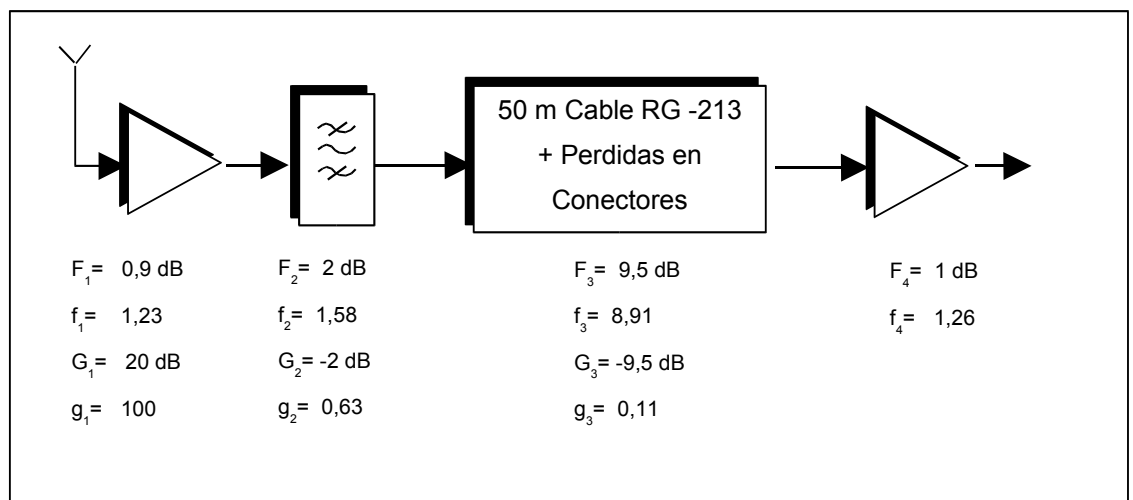 50 m Cable RG -213
+ Perdidas en
Conectores
F₁= 0,9 dB
f₁= 1,23
G₁= 20 dB
g₁= 100
F₂= 2 dB
f₂= 1,58
G₂= -2 dB
g₂= 0,63
F₃= 9,5 dB
f₃= 8,91
G₃= -9,5 dB
g₃= 0,11
F₄= 1 dB
f₄= 1,26